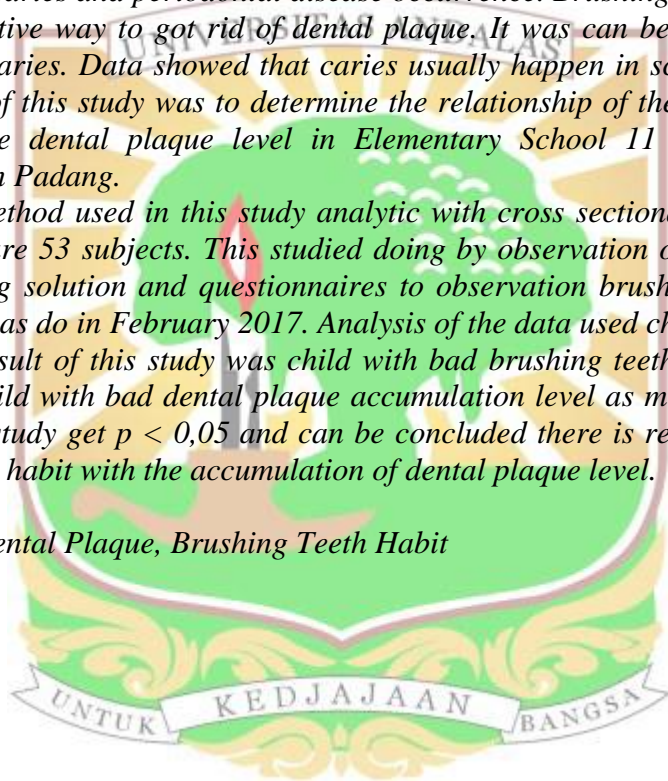 aries and periodontal disease occurrence. Brushing
tive way to got rid of dental plaque. It was can be
UNIVERSITAS ANDALAS
aries. Data showed that caries usually happen in sc
of this study was to determine the relationship of the
e dental plaque level in Elementary School 11
n Padang.
ethod used in this study analytic with cross sectiona
re 53 subjects. This studied doing by observation o
g solution and questionnaires to observation brush
as do in February 2017. Analysis of the data used ch
sult of this study was child with bad brushing teeth
ild with bad dental plaque accumulation level as m
study get p < 0,05 and can be concluded there is re
habit with the accumulation of dental plaque level.
ental Plaque, Brushing Teeth Habit
UNTUK KEDJAJAAN BANGSA